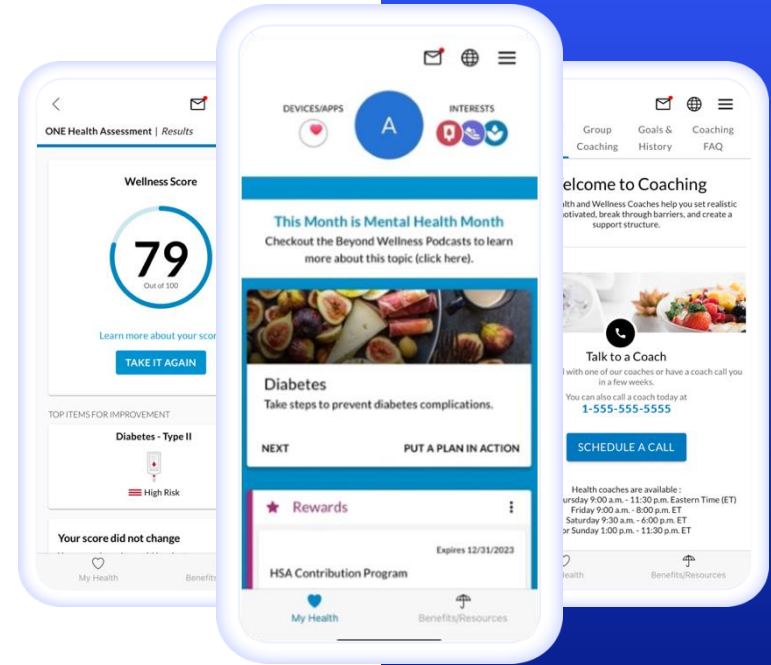 ONE Health Assessment | Results
Wellness Score
79
Out of 100
Learn more about your
TAKE IT AGAIN
TOP ITEMS FOR IMPROVEMENT
Diabetes - Type II
High Risk
Your score did not change
My Health
DEVICES/APPS
A
INTERESTS
This Month is Mental Health Month
Checkout the Beyond Wellness Podcasts to learn
more about this topic (click here).
Diabetes
Take steps to prevent diabetes complications.
NEXT PUT A PLAN IN ACTION
Rewards
Expires 12/31/2023
HSA Contribution Program
My Health Benefits/Resources
Group Coaching
Goals & History
Coaching FAQ
to Coaching
and Wellness Coaches help you set realistic
break through barriers, and create a
support structure.
Talk to a Coach
with one of our coaches or have a coach call you
in a few weeks.
You can also call a coach today at
1-555-555-5555
SCHEDULE A CALL
Health coaches are available :
9:00 a.m. - 11:30 p.m. Eastern Time (ET)
Friday 9:00 a.m. - 8:00 p.m. ET
Saturday 9:30 a.m. - 6:00 p.m. ET
Sunday 1:00 p.m. - 11:30 p.m. ET
Benefits/Resources